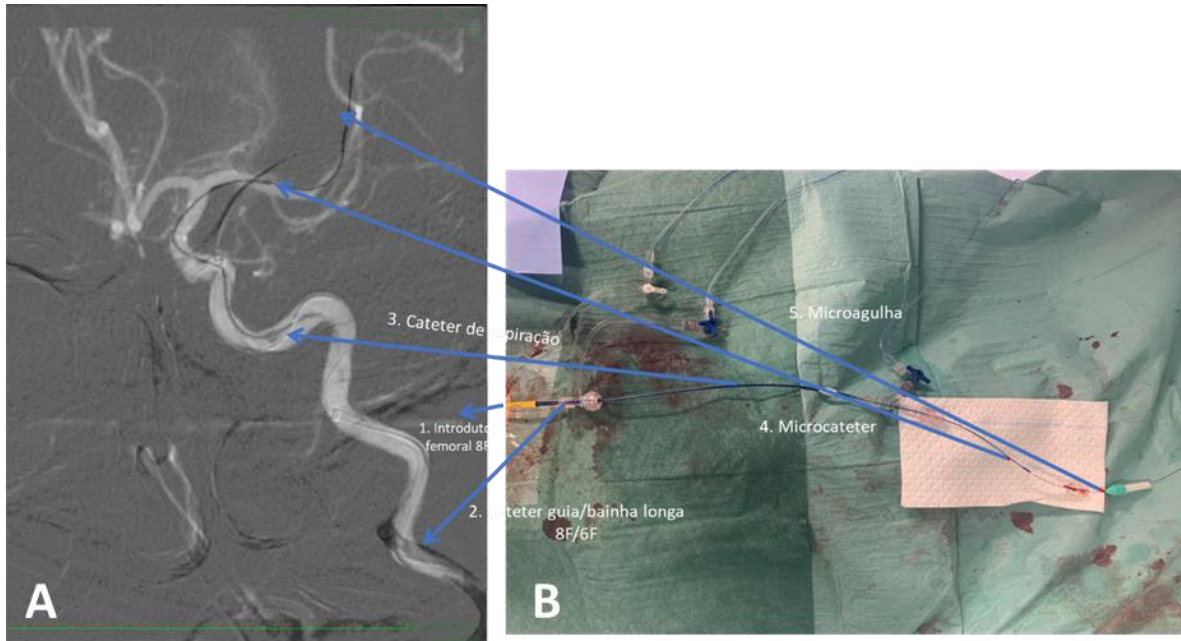 3. Cateter de aspiração
5. Microagulha
1. Introdutor
femoral 8F
4. Microcateter
2. Cateter guia/bainha longa
8F/6F
A
B